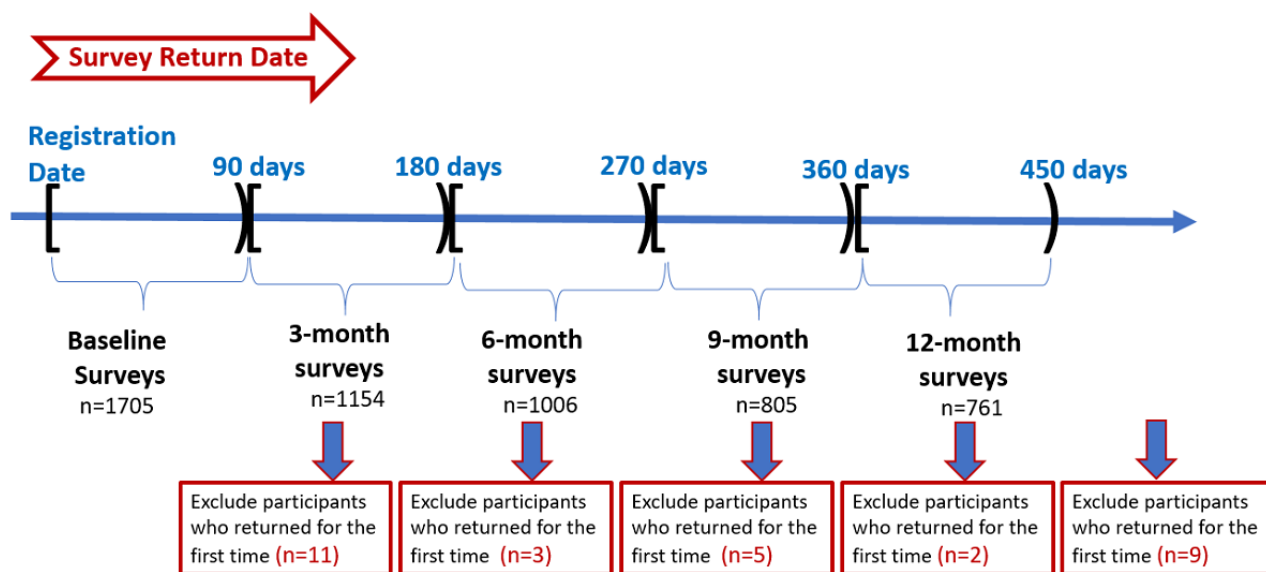 Survey Return Date
Registration
Date
90 days
180 days
270 days
360 days
450 days
Baseline
Surveys
n=1705
3-month
surveys
n=1154
6-month
surveys
n=1006
9-month
surveys
n=805
12-month
surveys
n=761
Exclude participants
who returned for the
first time (n=11)
Exclude participants
who returned for the
first time (n=3)
Exclude participants
who returned for the
first time (n=5)
Exclude participants
who returned for the
first time (n=2)
Exclude participants
who returned for the
first time (n=9)